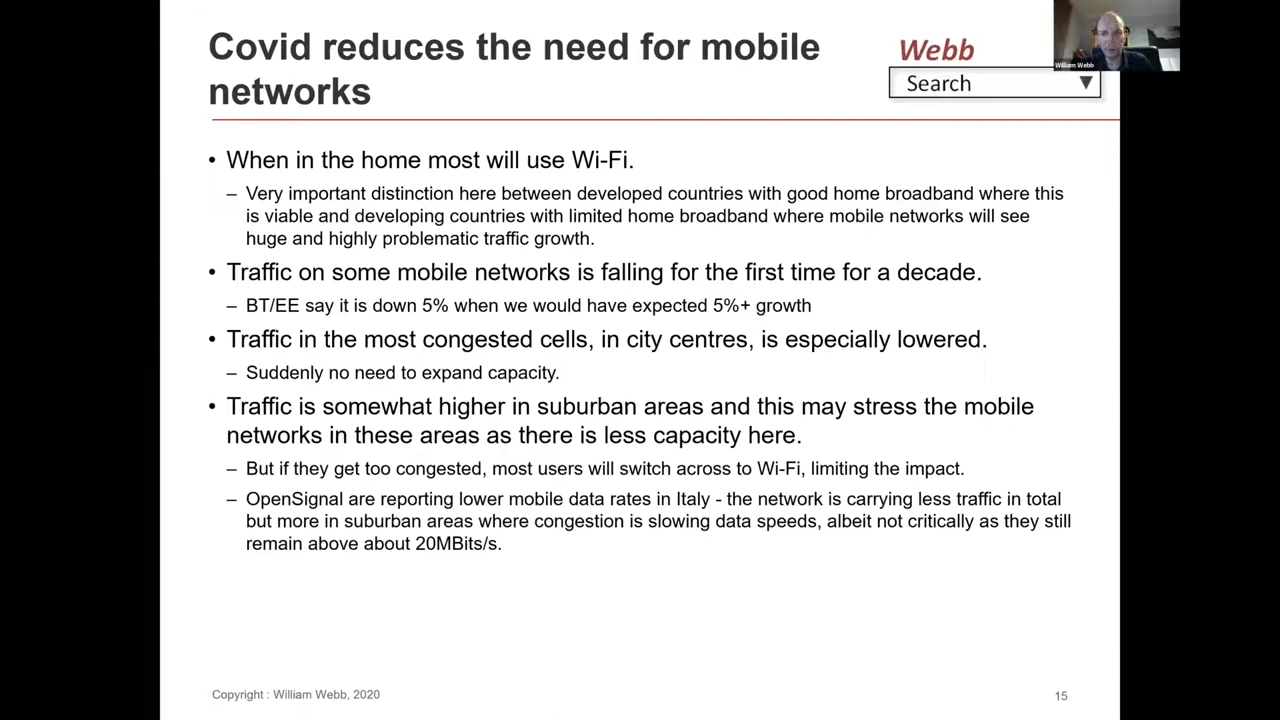 Covid reduces the need for mobile
networks
Webb
Search
William Webb
• When in the home most will use Wi-Fi.
– Very important distinction here between developed countries with good home broadband where this
is viable and developing countries with limited home broadband where mobile networks will see
huge and highly problematic traffic growth.
• Traffic on some mobile networks is falling for the first time for a decade.
– BT/EE say it is down 5% when we would have expected 5%+ growth
• Traffic in the most congested cells, in city centres, is especially lowered.
– Suddenly no need to expand capacity.
• Traffic is somewhat higher in suburban areas and this may stress the mobile
networks in these areas as there is less capacity here.
– But if they get too congested, most users will switch across to Wi-Fi, limiting the impact.
– OpenSignal are reporting lower mobile data rates in Italy - the network is carrying less traffic in total
but more in suburban areas where congestion is slowing data speeds, albeit not critically as they still
remain above about 20MBits/s.
Copyright : William Webb, 2020
15